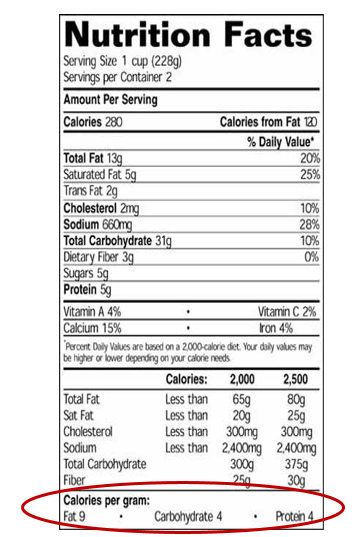 Nutrition Facts
Serving Size 1 cup (228g)
Servings per Container 2
Amount Per Serving
Calories 280 Calories from Fat 120
% Daily Value*
Total Fat 13g 20%
Saturated Fat 5g 25%
Trans Fat 2g
Cholesterol 2mg 10%
Sodium 660mg 28%
Total Carbohydrate 31g 10%
Dietary Fiber 3g 0%
Sugars 5g
Protein 5g
Vitamin A 4% • Vitamin C 2%
Calcium 15% • Iron 4%
*Percent Daily Values are based on a 2,000-calorie diet. Your daily values may
be higher or lower depending on your calorie needs.
Calories: 2,000 2,500
Total Fat Less than 65g 80g
Sat Fat Less than 20g 25g
Cholesterol Less than 300mg 300mg
Sodium Less than 2,400mg 2,400mg
Total Carbohydrate 300g 375g
Fiber 25g 30g
Calories per gram:
Fat 9 • Carbohydrate 4 • Protein 4